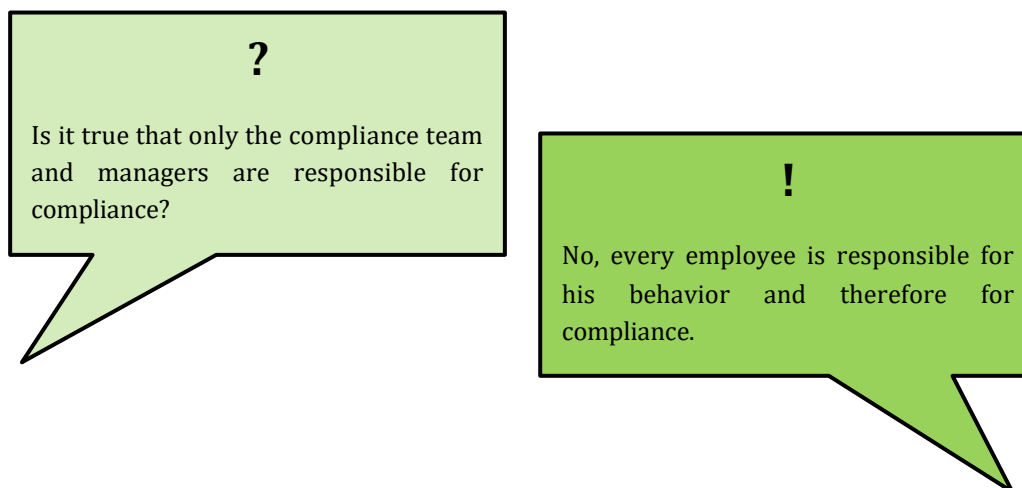 ?
Is it true that only the compliance team
and managers are responsible for
compliance?
!
No, every employee is responsible for
his behavior and therefore for
compliance.